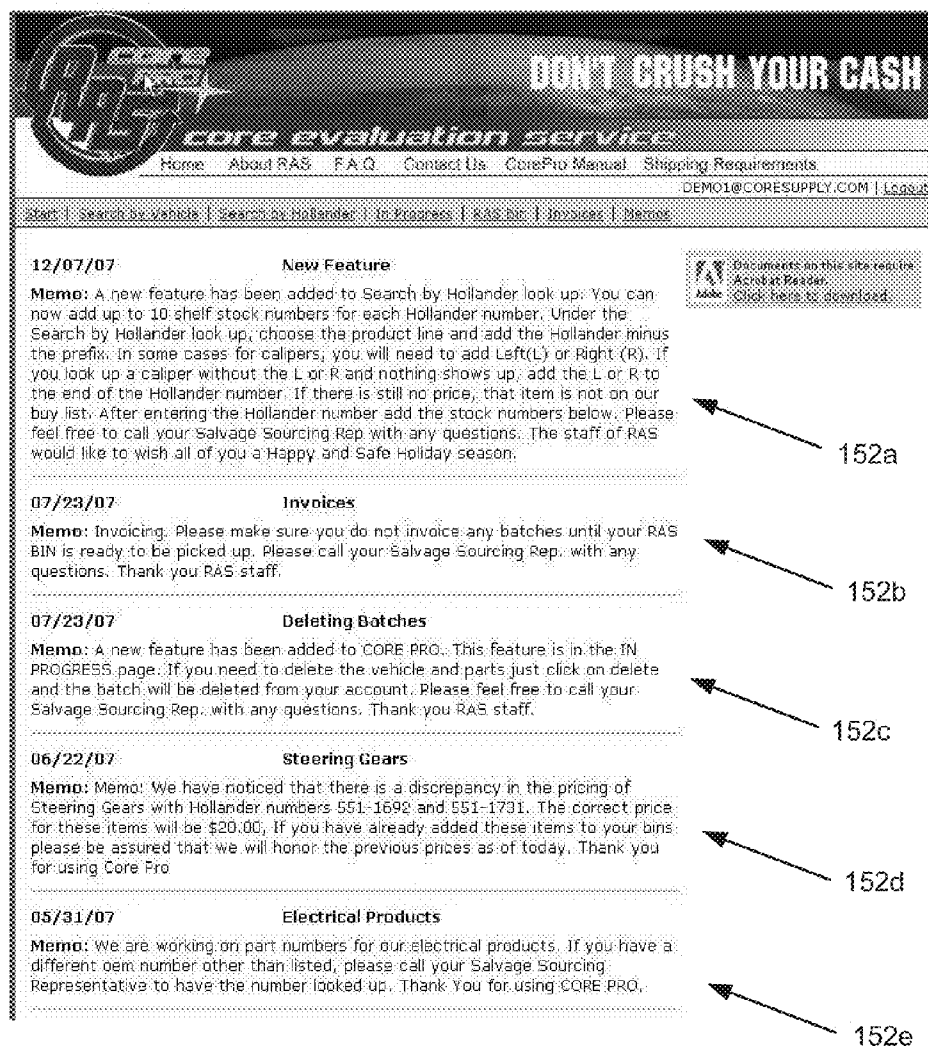 core
PRO
RAS
DON'T CRUSH YOUR CASH
core evaluation service
Home About RAS F.A.Q. Contact Us CorePro Manual Shipping Requirements
DEMO1@CORESUPPLY.COM | Logout
Start | Search by Vehicle | Search by Hollander | In Progress | RAS Bin | Invoices | Memos
12/07/07 New Feature
Memo: A new feature has been added to Search by Hollander look up. You can
now add up to 10 shelf stock numbers for each Hollander number. Under the
Search by Hollander look up, choose the product line and add the Hollander minus
the prefix. In some cases for calipers, you will need to add Left(L) or Right (R). If
you look up a caliper without the L or R and nothing shows up, add the L or R to
the end of the Hollander number. If there is still no price, that item is not on our
buy list. After entering the Hollander number add the stock numbers below. Please
feel free to call your Salvage Sourcing Rep with any questions. The staff of RAS
would like to wish all of you a Happy and Safe Holiday season.
Adobe
Documents on this site require
Acrobat Reader.
Click here to download
152a
07/23/07 Invoices
Memo: Invoicing. Please make sure you do not invoice any batches until your RAS
BIN is ready to be picked up. Please call your Salvage Sourcing Rep. with any
questions. Thank you RAS staff.
152b
07/23/07 Deleting Batches
Memo: A new feature has been added to CORE PRO. This feature is in the IN
PROGRESS page. If you need to delete the vehicle and parts just click on delete
and the batch will be deleted from your account. Please feel free to call your
Salvage Sourcing Rep. with any questions. Thank you RAS staff.
152c
06/22/07 Steering Gears
Memo: Memo: We have noticed that there is a discrepancy in the pricing of
Steering Gears with Hollander numbers 551-1692 and 551-1731. The correct price
for these items will be $20.00, If you have already added these items to your bins
please be assured that we will honor the previous prices as of today. Thank you
for using Core Pro
152d
05/31/07 Electrical Products
Memo: We are working on part numbers for our electrical products. If you have a
different oem number other than listed, please call your Salvage Sourcing
Representative to have the number looked up. Thank You for using CORE PRO.
152e